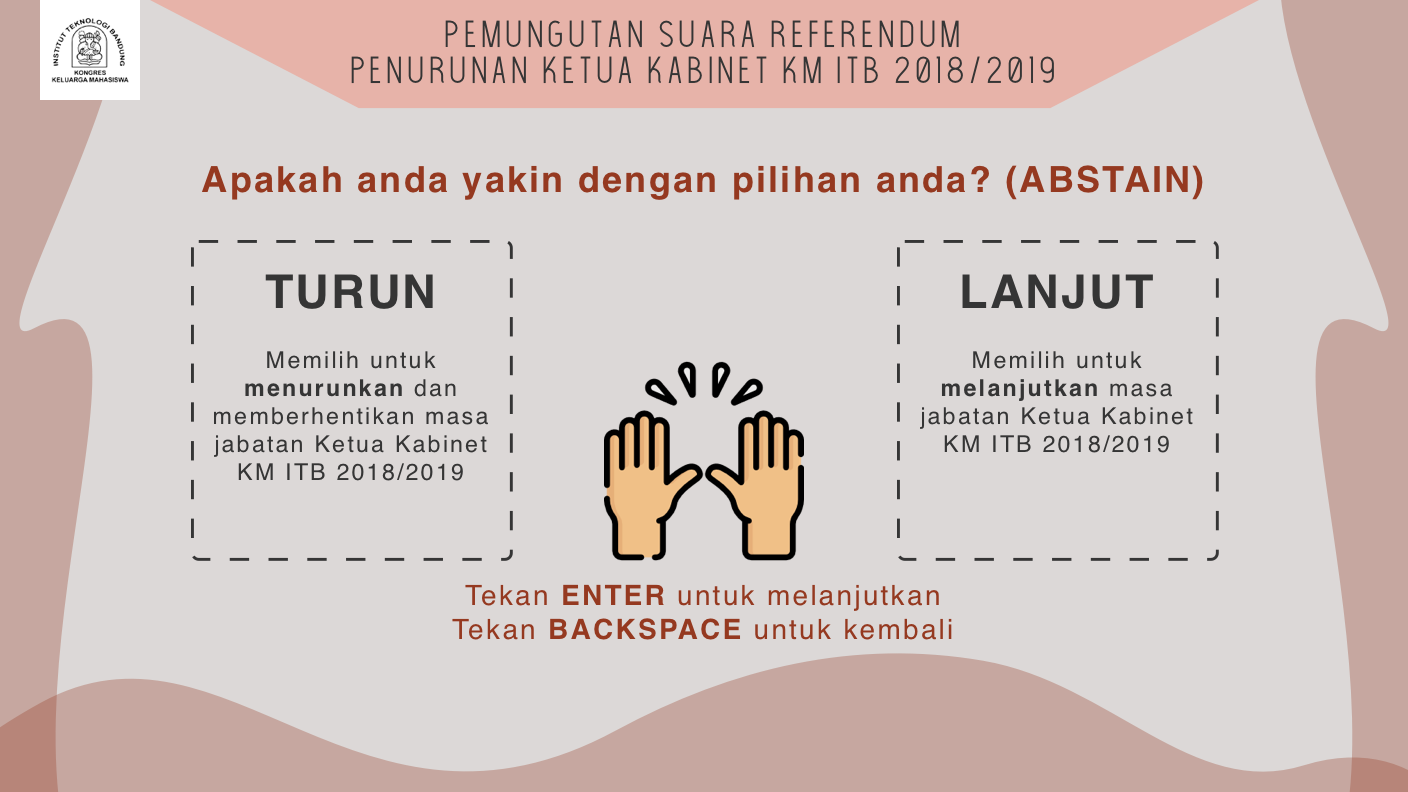 INSTITUT TEKNOLOGI BANDUNG
KONGRES
KELUARGA MAHASISWA
PEMUNGUTAN SUARA REFERENDUM
PENURUNAN KETUA KABINET KM ITB 2018/2019
Apakah anda yakin dengan pilihan anda? (ABSTAIN)
TURUN
Memilih untuk
menurunkan dan
memberhentikan masa
jabatan Ketua Kabinet
KM ITB 2018/2019
LANJUT
Memilih untuk
melanjutkan masa
jabatan Ketua Kabinet
KM ITB 2018/2019
Tekan ENTER untuk melanjutkan
Tekan BACKSPACE untuk kembali